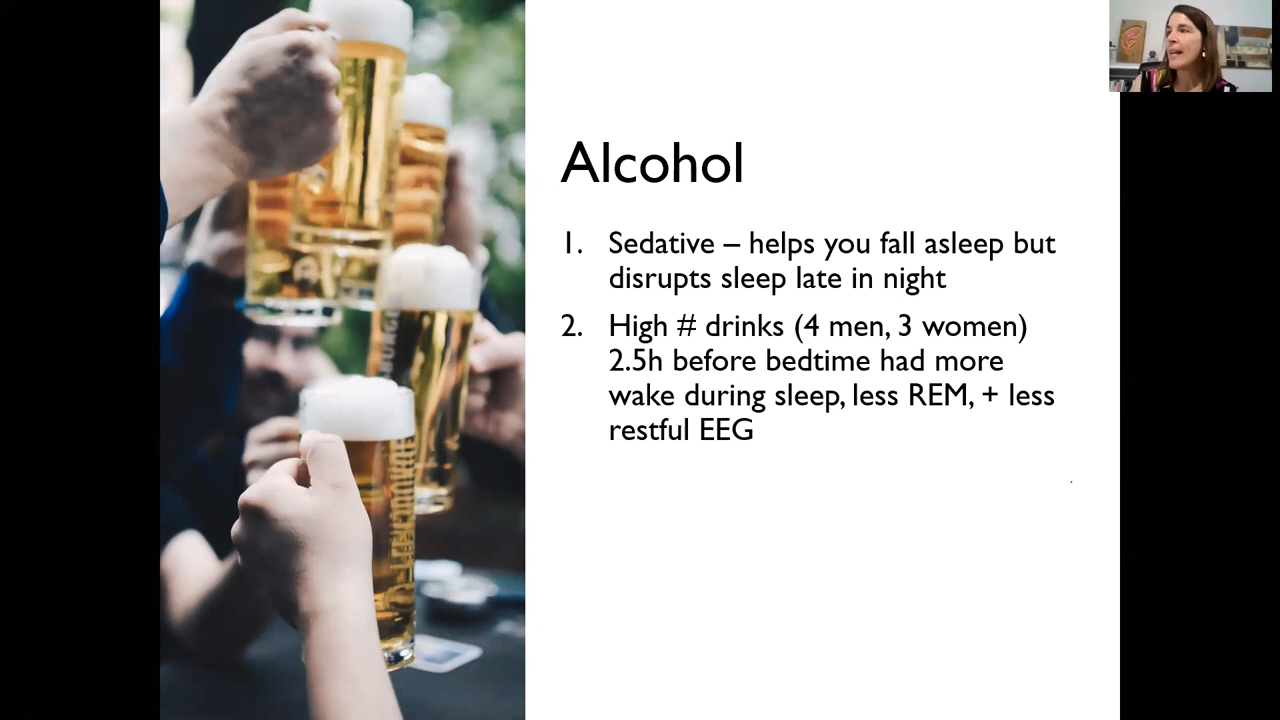 Alcohol
1. Sedative – helps you fall asleep but
disrupts sleep late in night
2. High # drinks (4 men, 3 women)
2.5h before bedtime had more
wake during sleep, less REM, + less
restful EEG